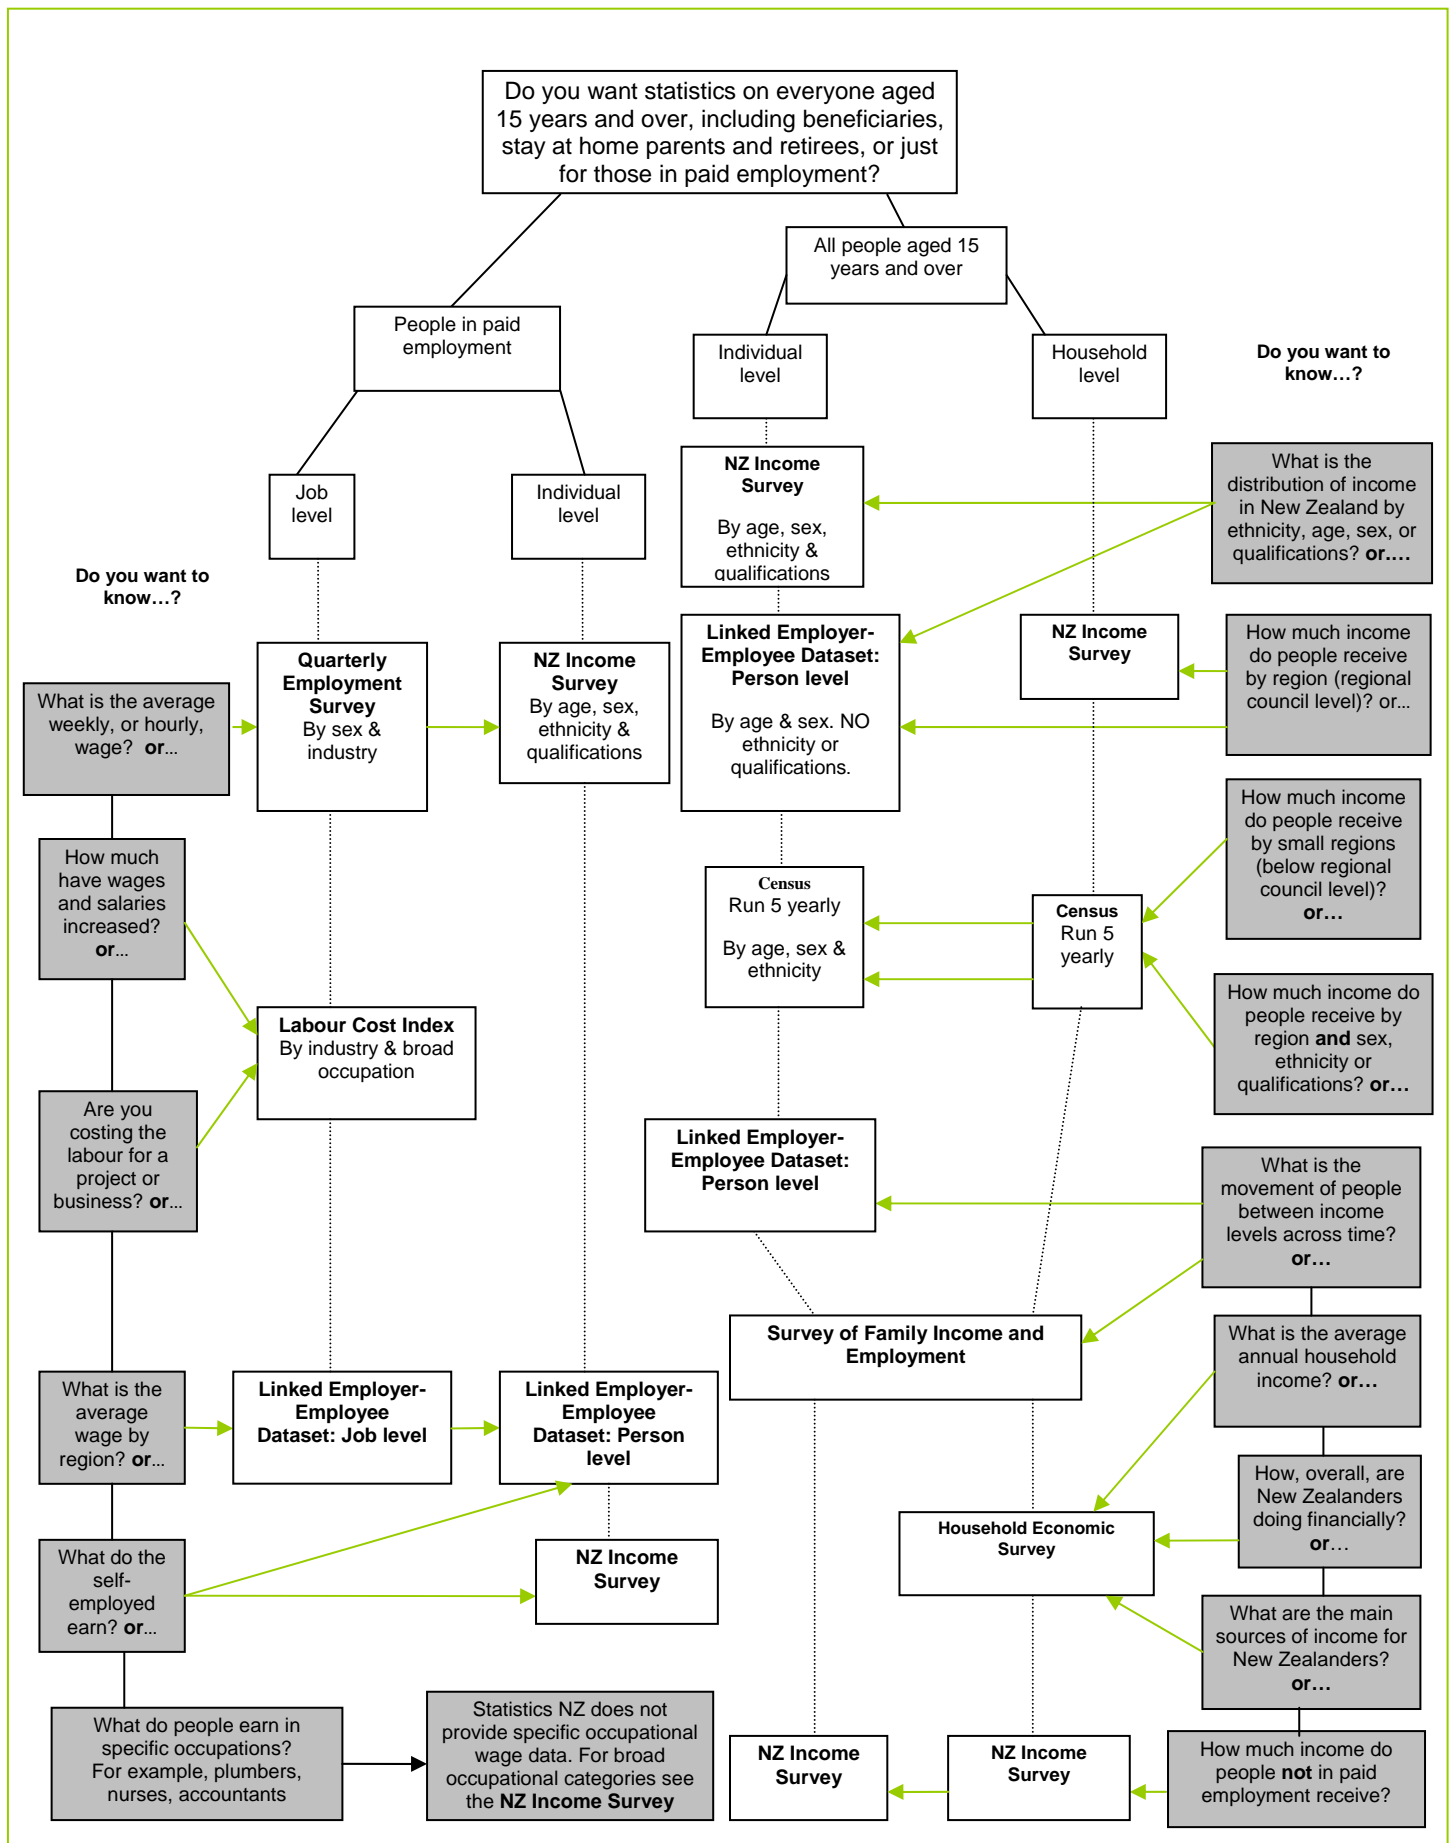 Do you want statistics on everyone aged
15 years and over, including beneficiaries,
stay at home parents and retirees, or just
for those in paid employment?
All people aged 15
years and over
People in paid
employment
Individual
level
Household
level
Do you want to
know…?
Job
level
Individual
level
NZ Income
Survey
By age, sex,
ethnicity &
qualifications
What is the
distribution of income
in New Zealand by
ethnicity, age, sex, or
qualifications? or….
Do you want to
know…?
Quarterly
Employment
Survey
By sex &
industry
NZ Income
Survey
By age, sex,
ethnicity &
qualifications
Linked Employer-
Employee Dataset:
Person level
By age & sex. NO
ethnicity or
qualifications.
NZ Income
Survey
How much income
do people receive
by region (regional
council level)? or…
What is the average
weekly, or hourly,
wage? or…
How much
have wages
and salaries
increased?
or…
Census
Run 5 yearly
By age, sex &
ethnicity
Census
Run 5
yearly
How much income
do people receive
by small regions
(below regional
council level)?
or…
How much income do
people receive by
region and sex,
ethnicity or
qualifications? or…
Labour Cost Index
By industry & broad
occupation
Are you
costing the
labour for a
project or
business? or…
Linked Employer-
Employee Dataset:
Person level
What is the
movement of people
between income
levels across time?
or…
Survey of Family Income and
Employment
What is the average
annual household
income? or…
What is the
average
wage by
region? or…
Linked Employer-
Employee
Dataset: Job level
Linked Employer-
Employee
Dataset: Person
level
How, overall, are
New Zealanders
doing financially?
or…
Household Economic
Survey
What do the
self-
employed
earn? or…
NZ Income
Survey
What are the main
sources of income for
New Zealanders?
or…
What do people earn in
specific occupations?
For example, plumbers,
nurses, accountants
Statistics NZ does not
provide specific occupational
wage data. For broad
occupational categories see
the NZ Income Survey
NZ Income
Survey
NZ Income
Survey
How much income do
people not in paid
employment receive?